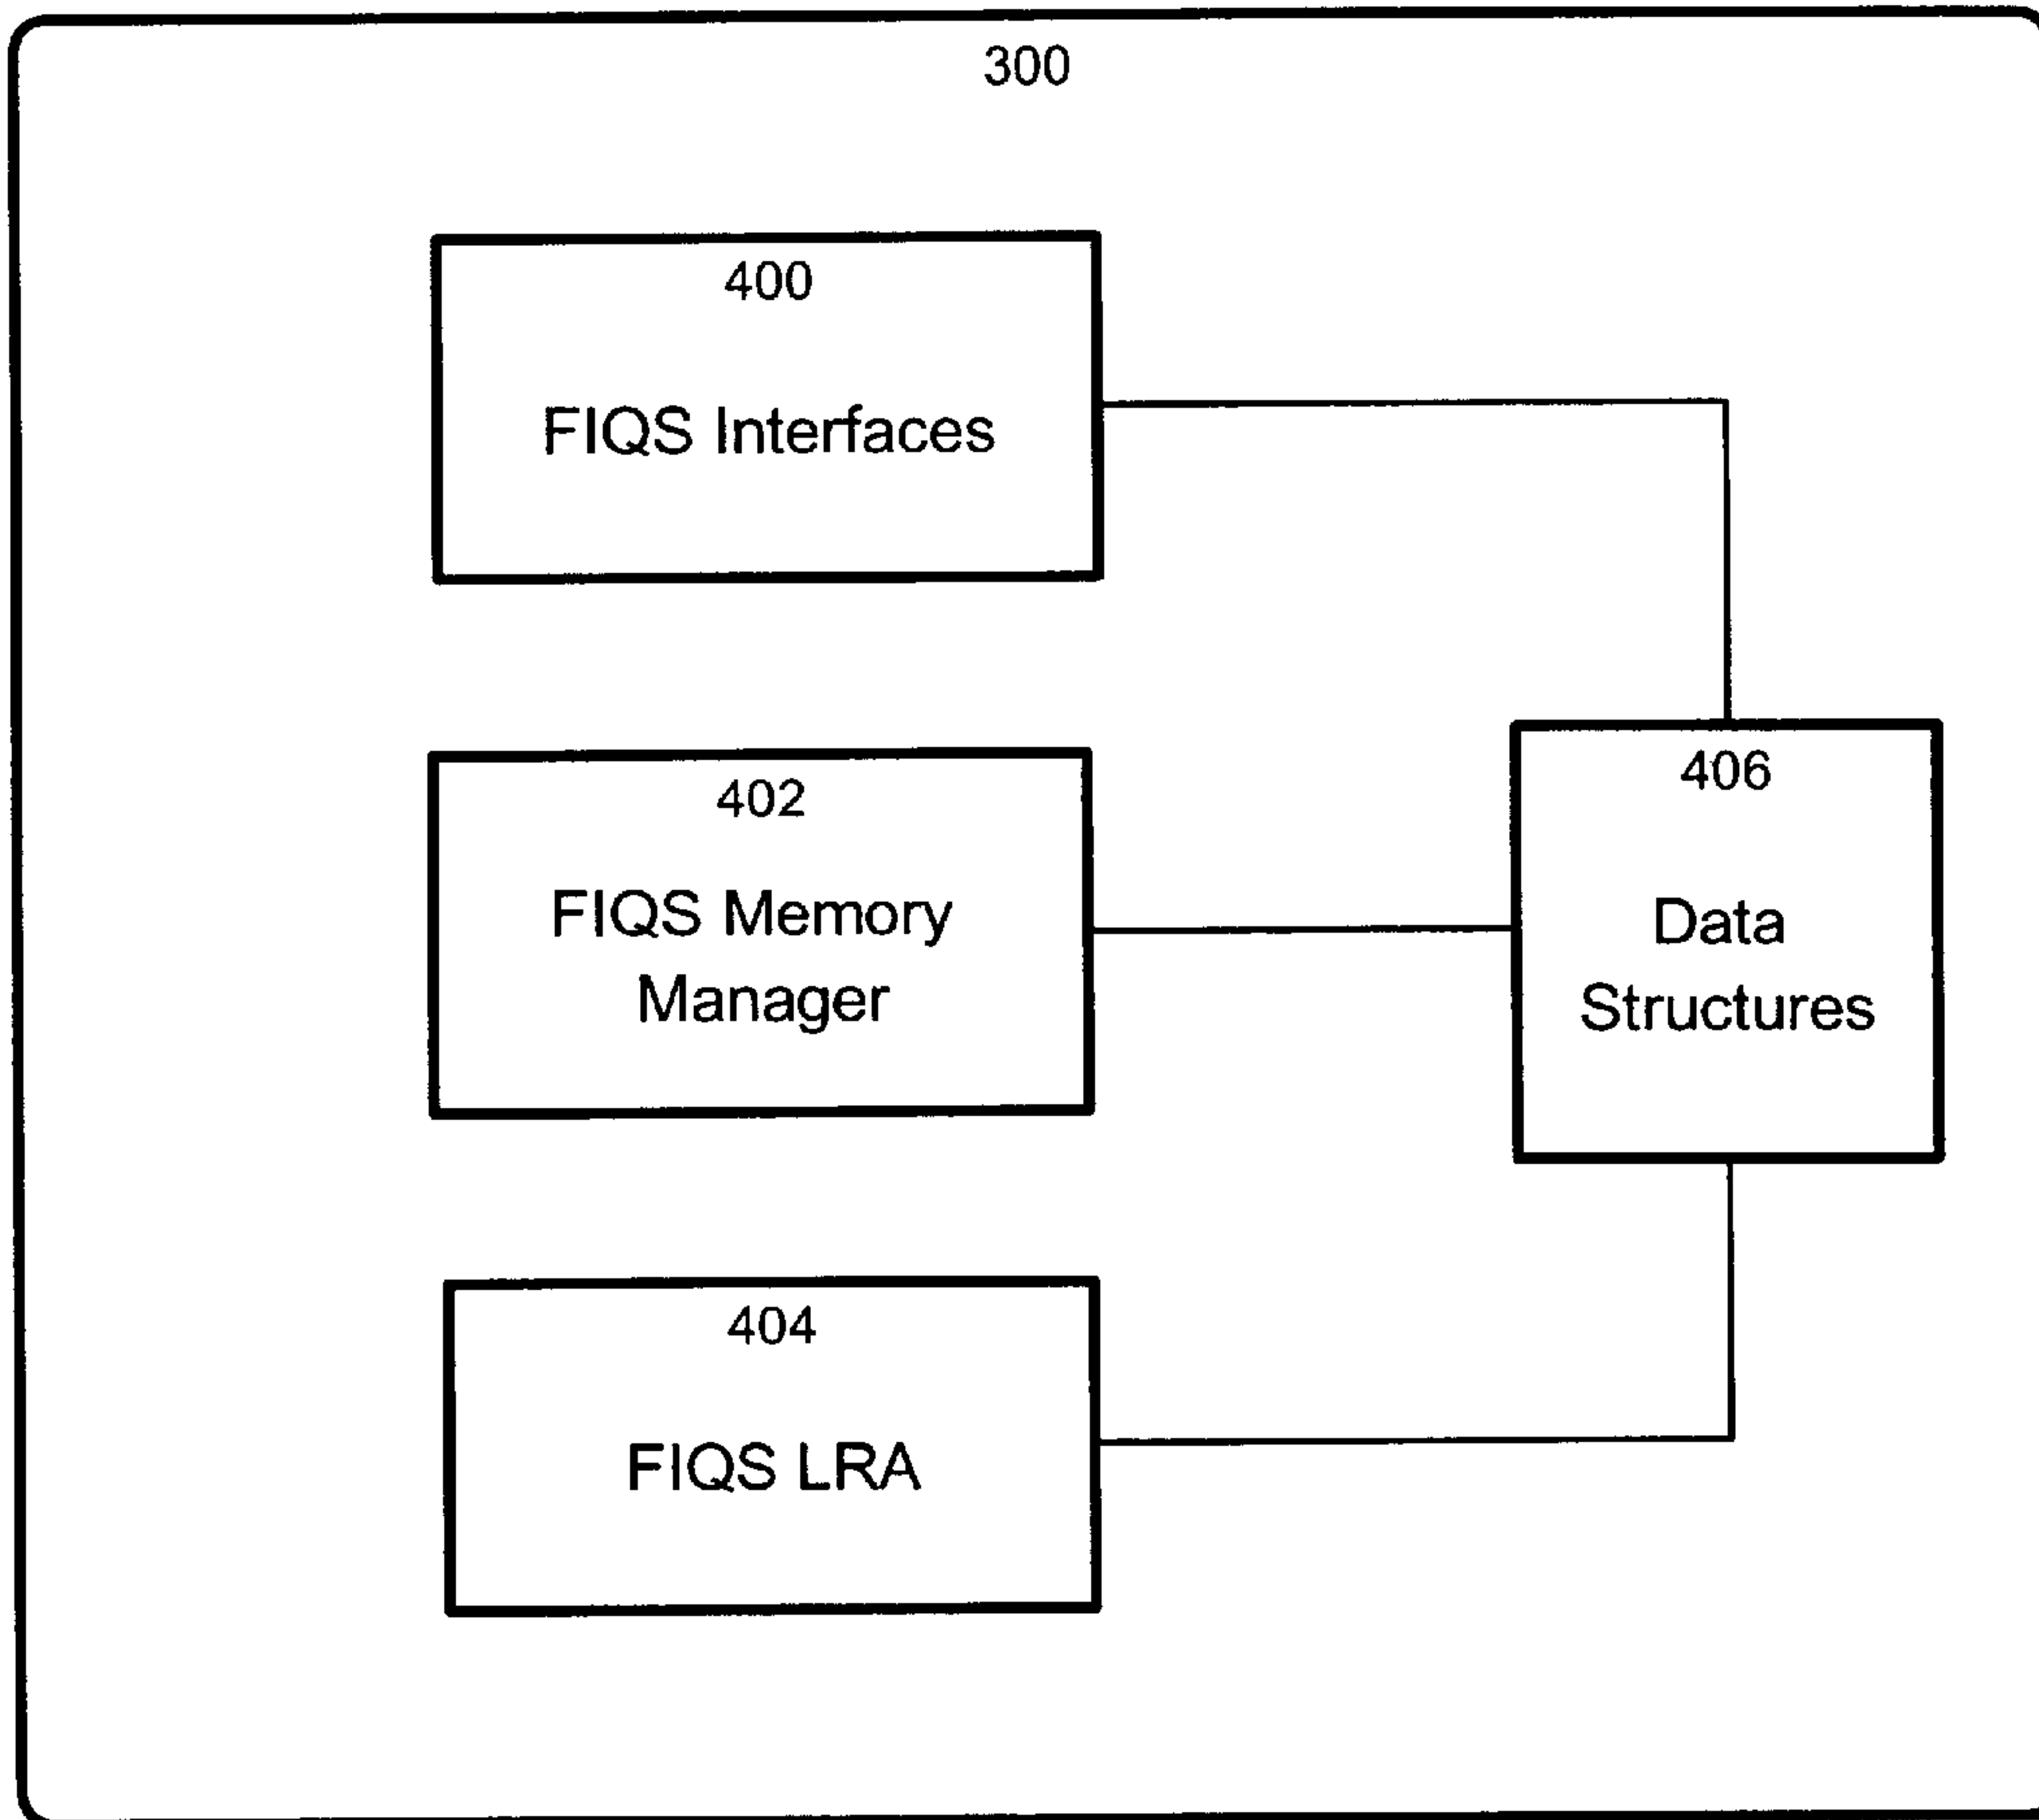 300
400
FIQS Interfaces
402
FIQS Memory
Manager
406
Data
Structures
404
FIQS LRA